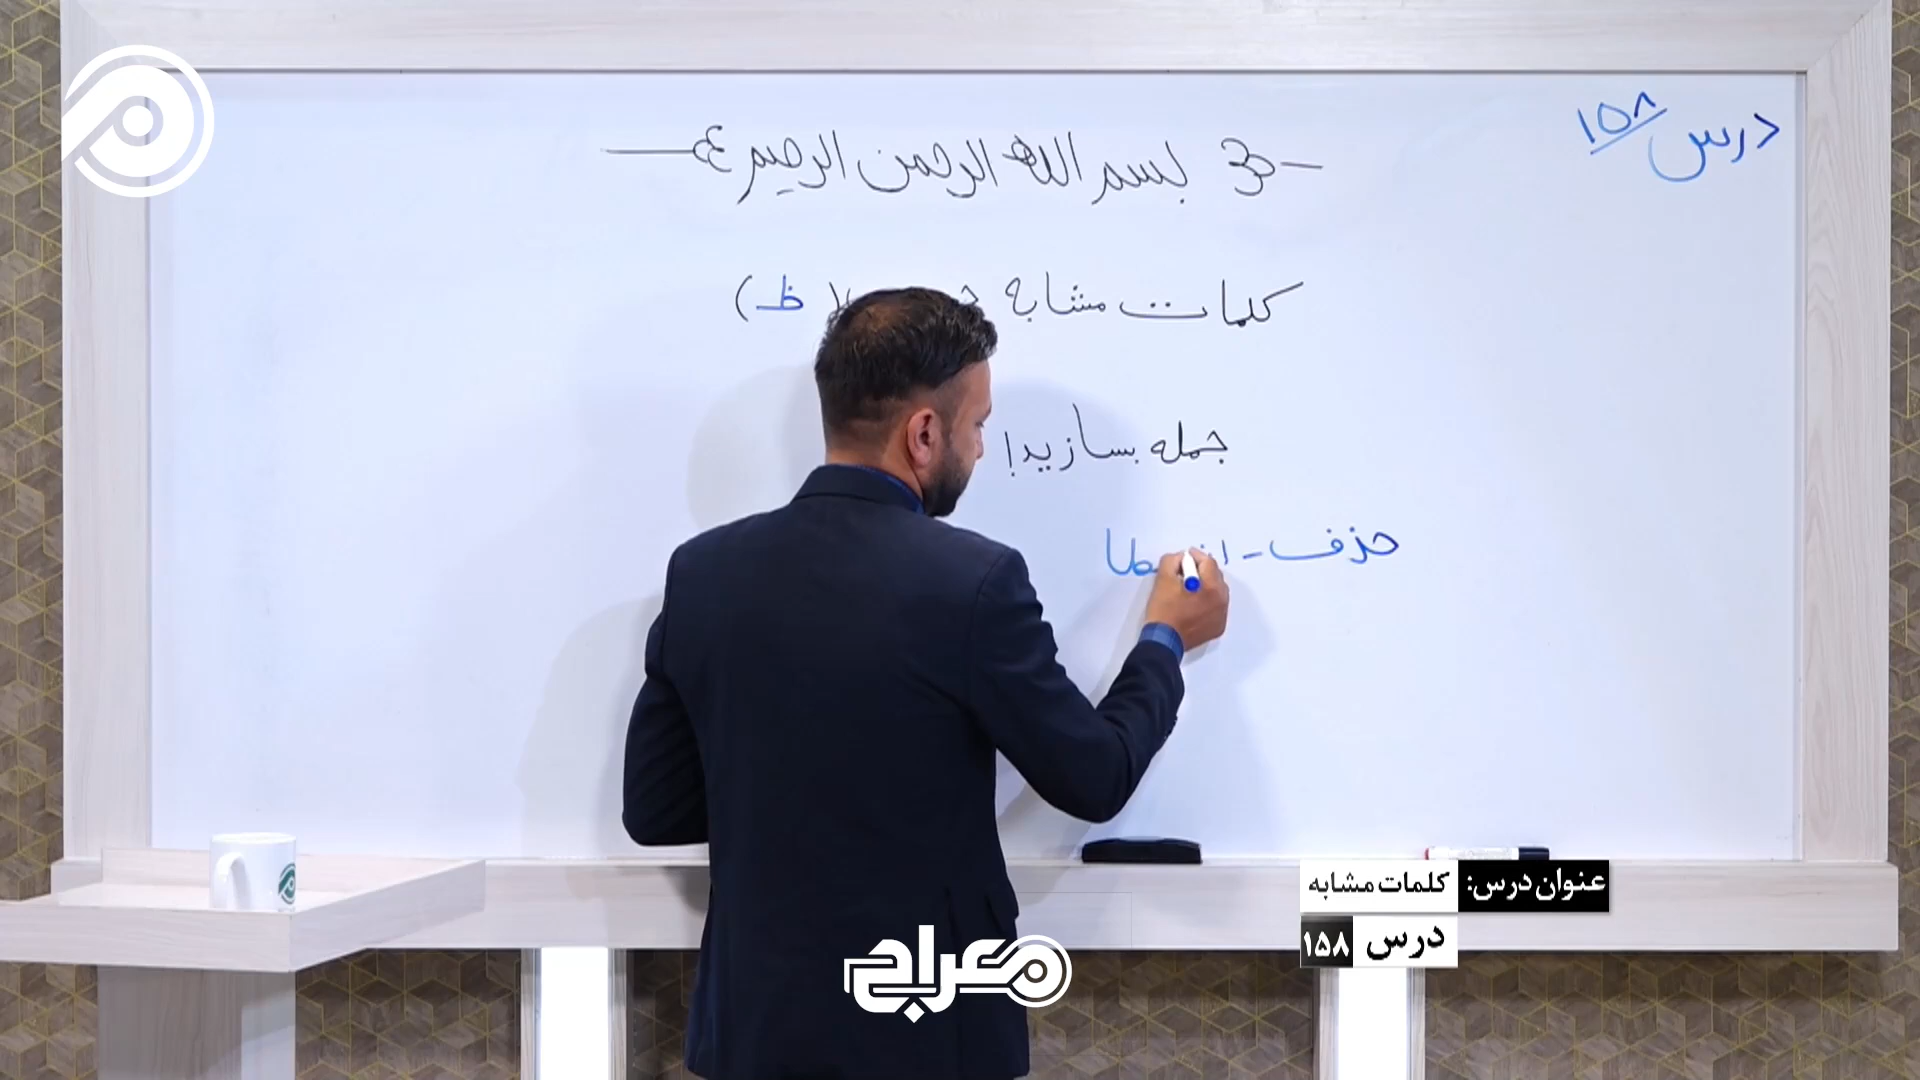 درس ۱۵۸
بسم الله الرحمن الرحیم
کلمات مشابه (ظ)
جمله بسازید!
حذف -
عنوان درس: کلمات مشابه
درس ۱۵۸
معراج